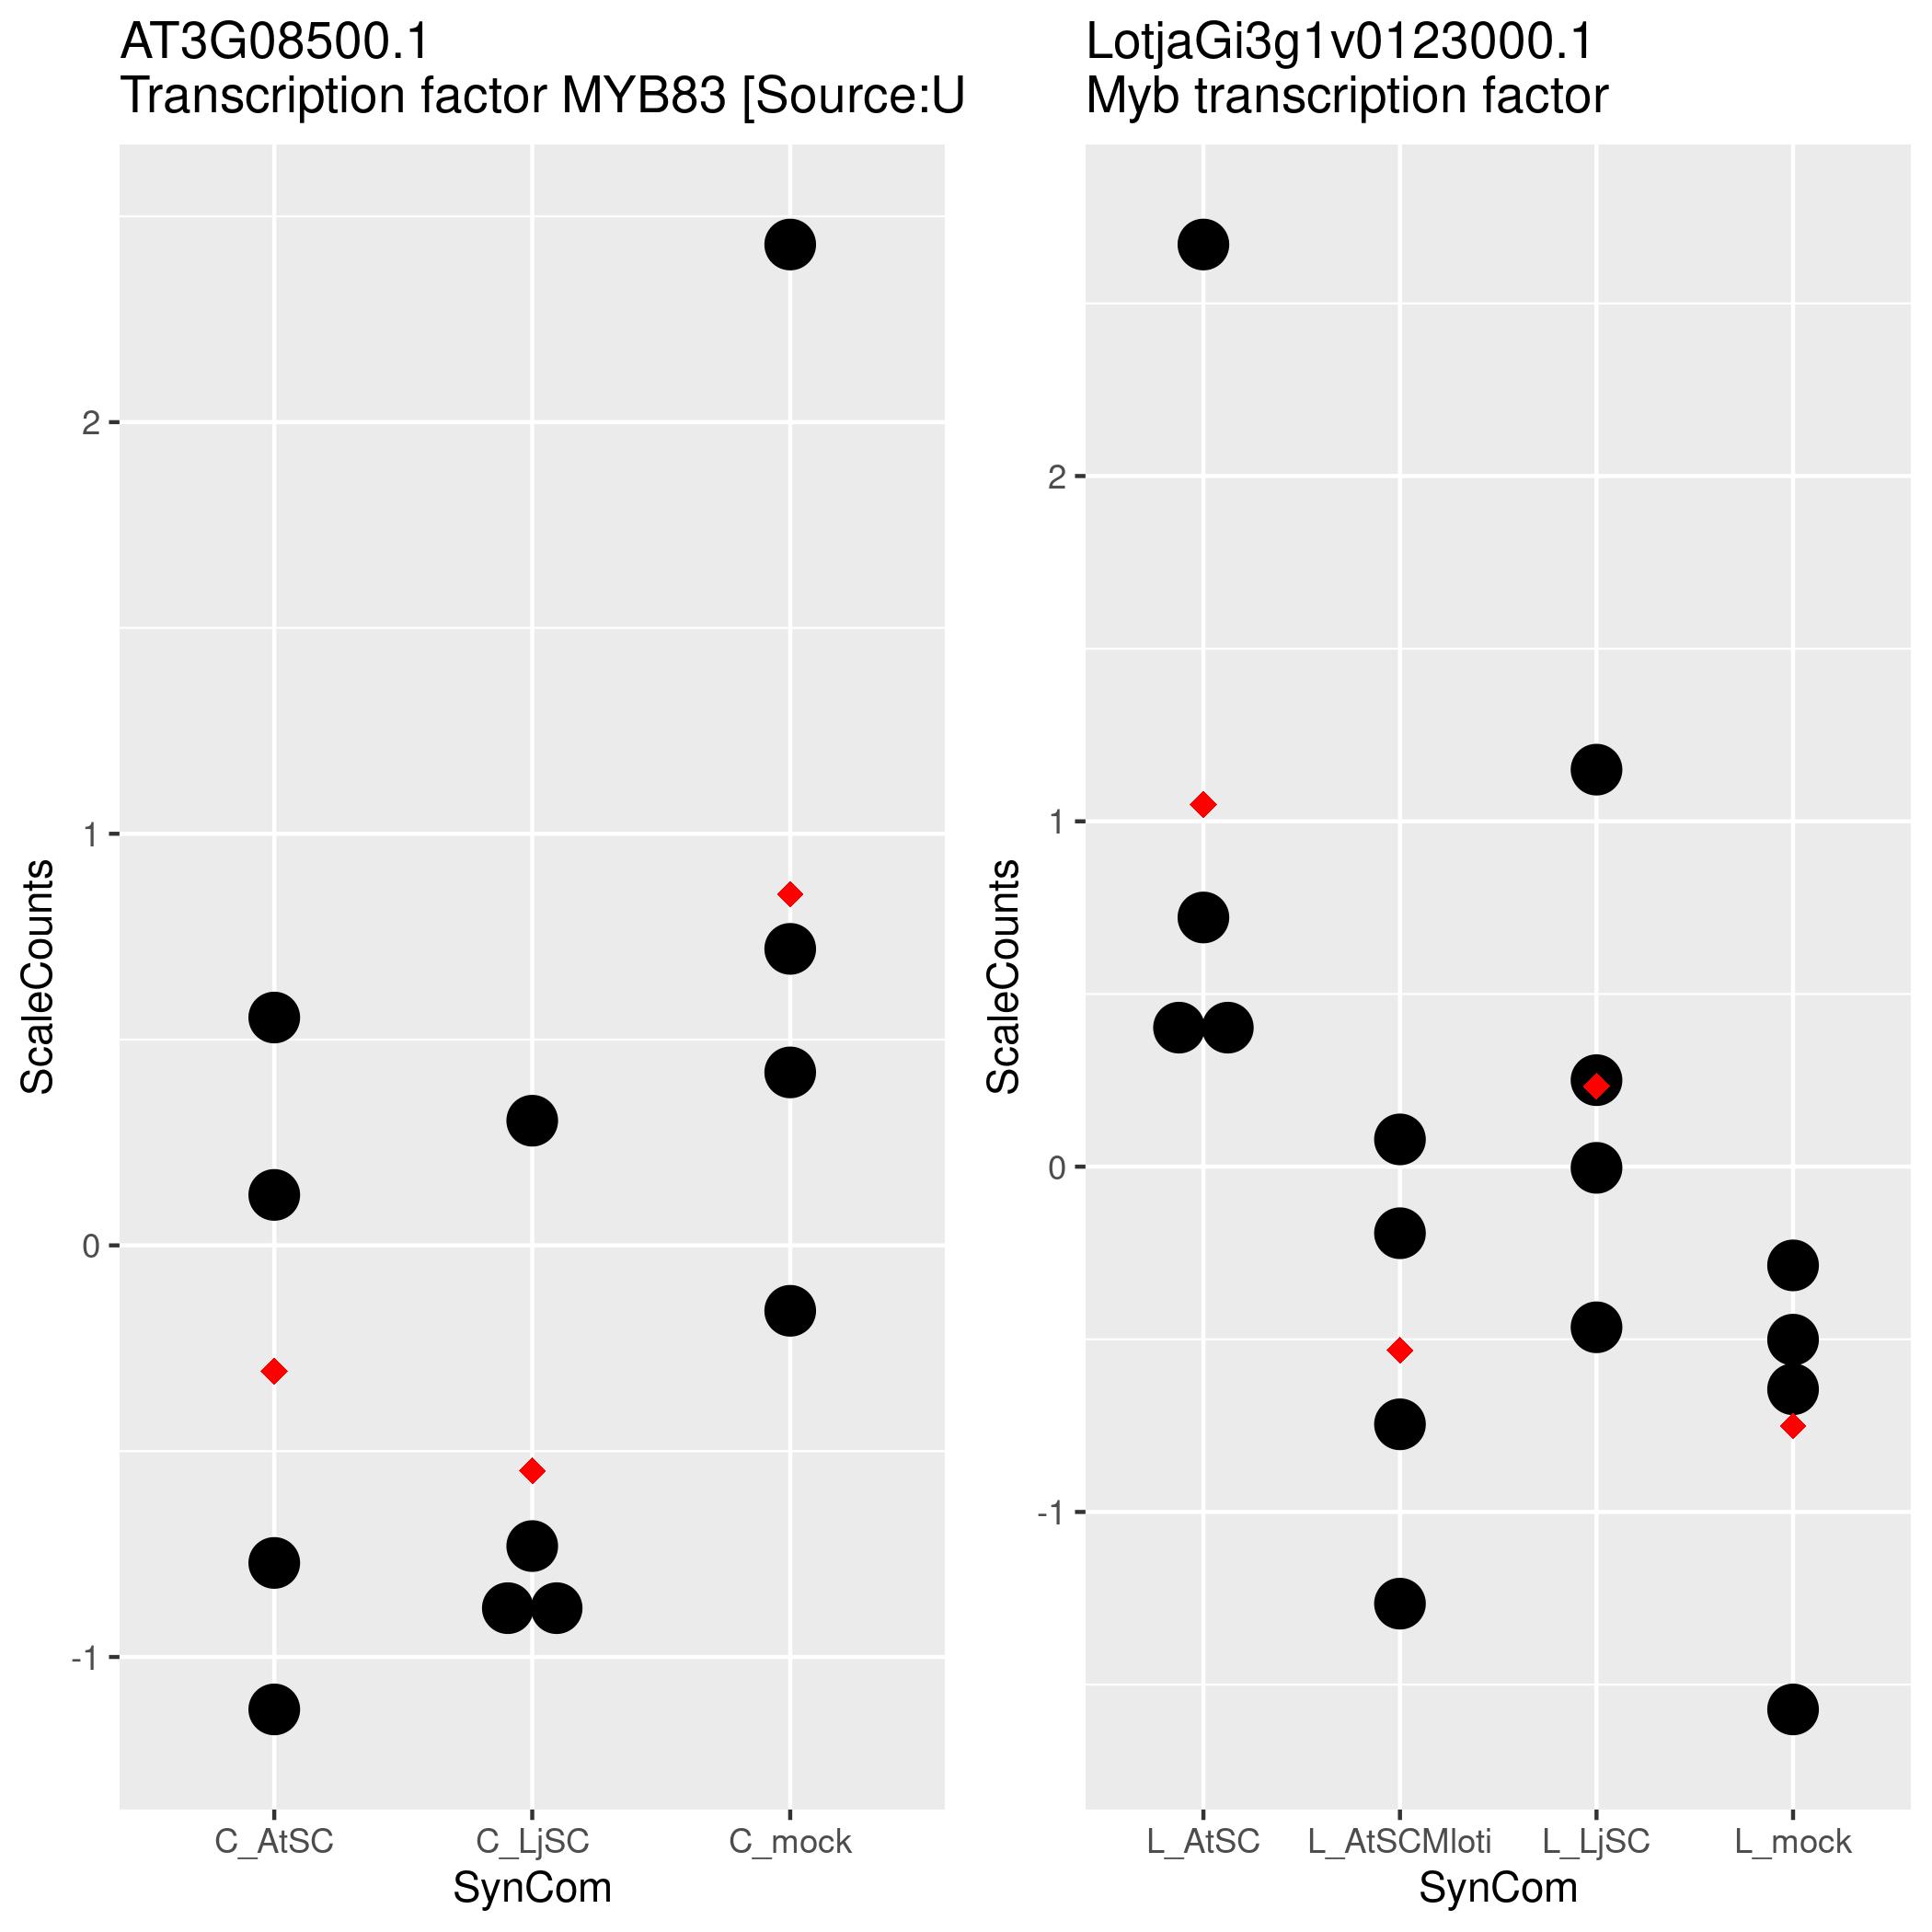 AT3G08500.1
Transcription factor MYB83 [Source:U
ScaleCounts
2
1
0
-1
C_AtSC C_LjSC C_mock
SynCom
LotjaGi3g1v0123000.1
Myb transcription factor
ScaleCounts
2
1
0
-1
L_AtSC L_AtSCMloti L_LjSC L_mock
SynCom